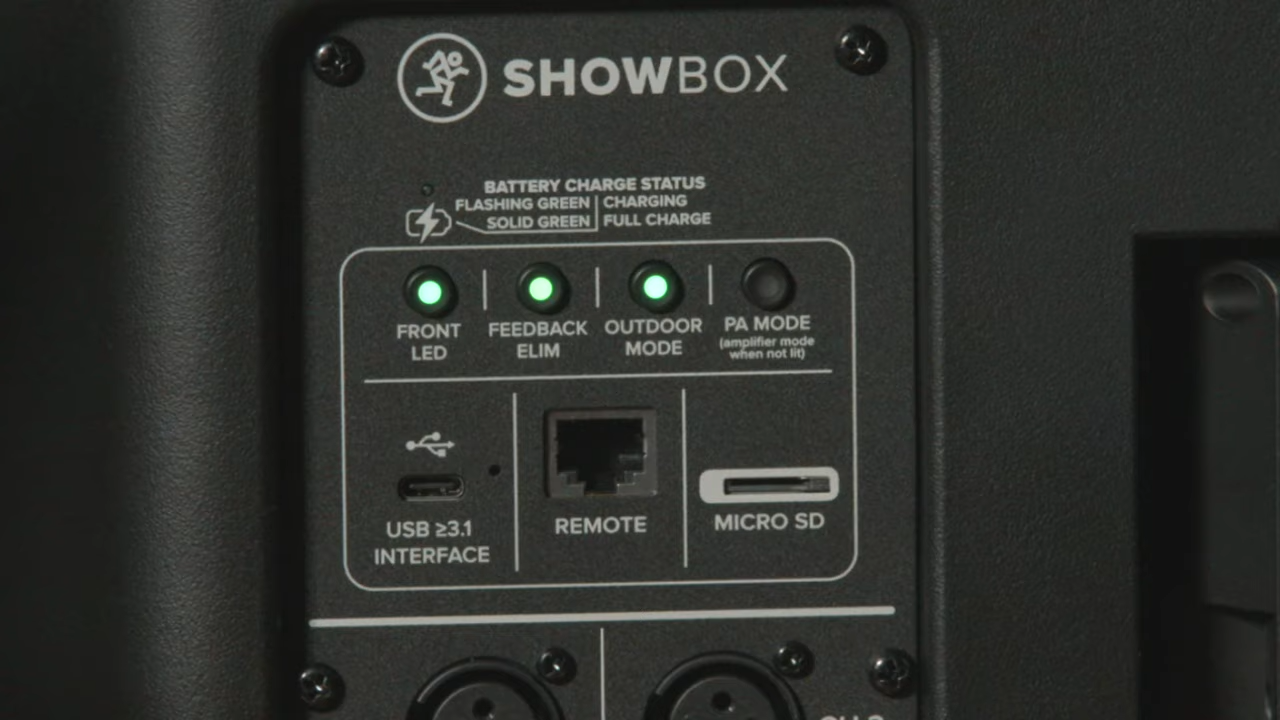 SHOWBOX
BATTERY CHARGE STATUS
FLASHING GREEN CHARGING
SOLID GREEN FULL CHARGE
FRONT LED
FEEDBACK ELIM
OUTDOOR MODE
PA MODE
(amplifier mode
when not lit)
USB ≥3.1
INTERFACE
REMOTE
MICRO SD